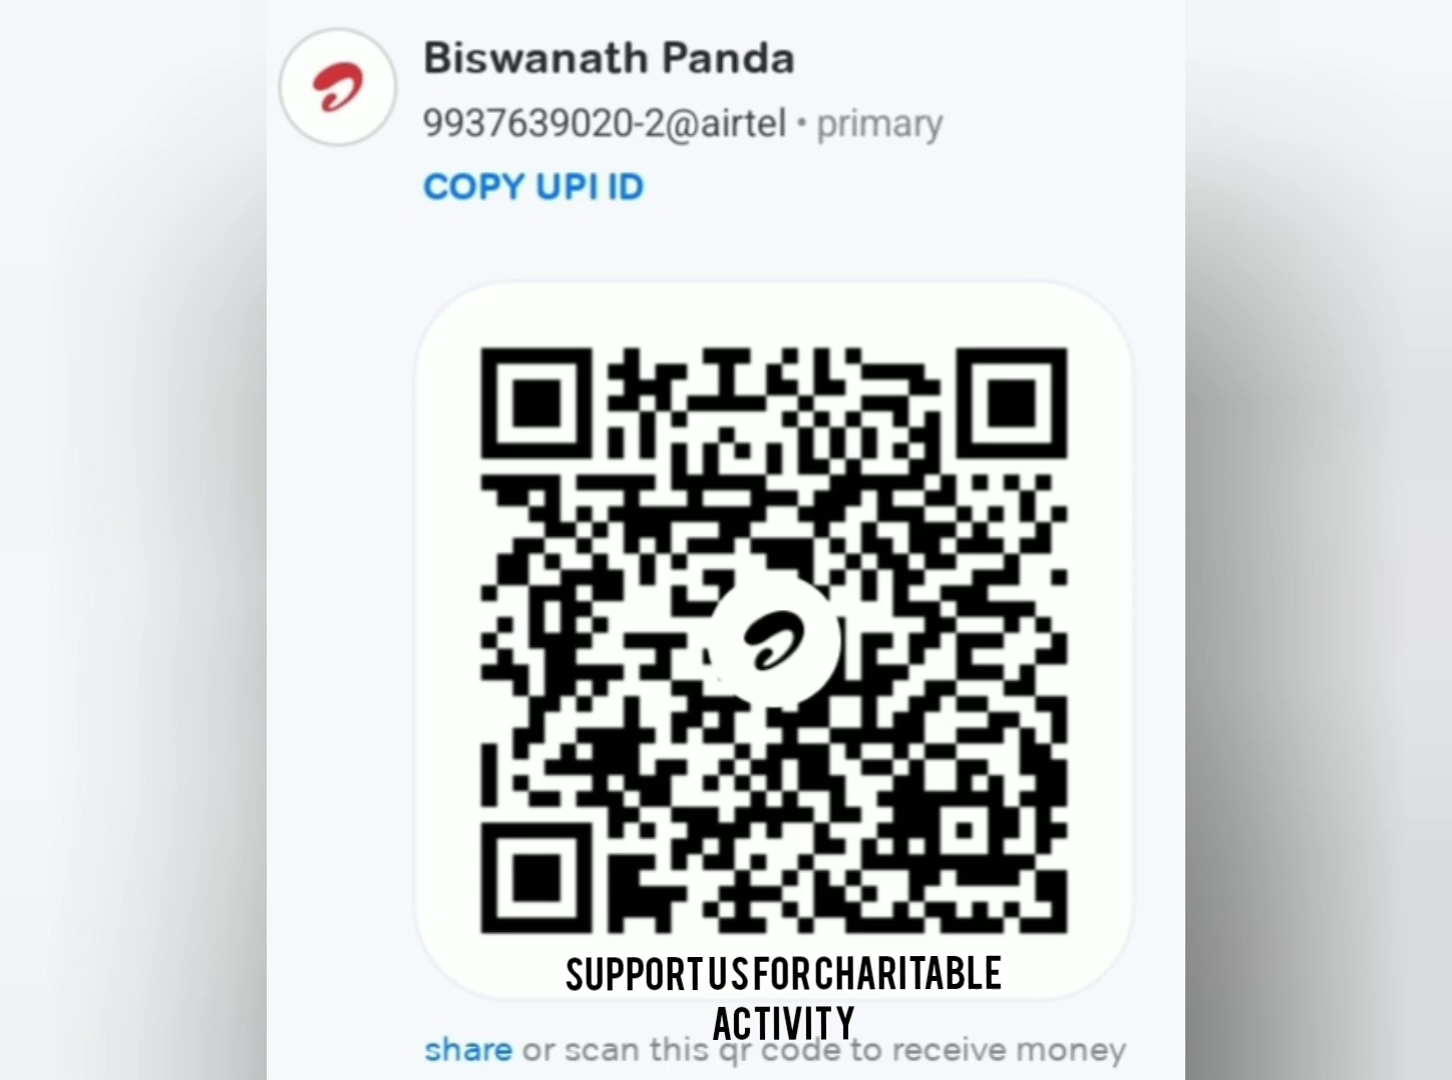 Biswanath Panda
9937639020-2@airtel • primary
COPY UPI ID
SUPPORT US FOR CHARITABLE
ACTIVITY
share or scan this qr code to receive money